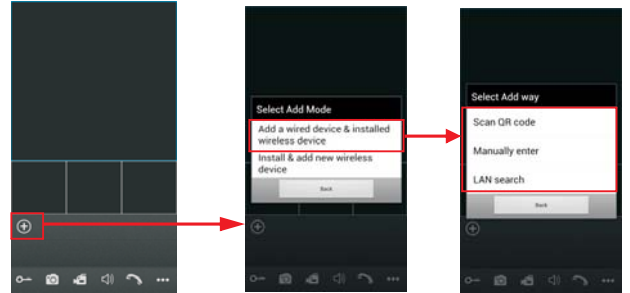 Select Add Mode
Add a wired device & installed
wireless device
Install & add new wireless
device
Back
Select Add way
Scan QR code
Manually enter
LAN search
Back